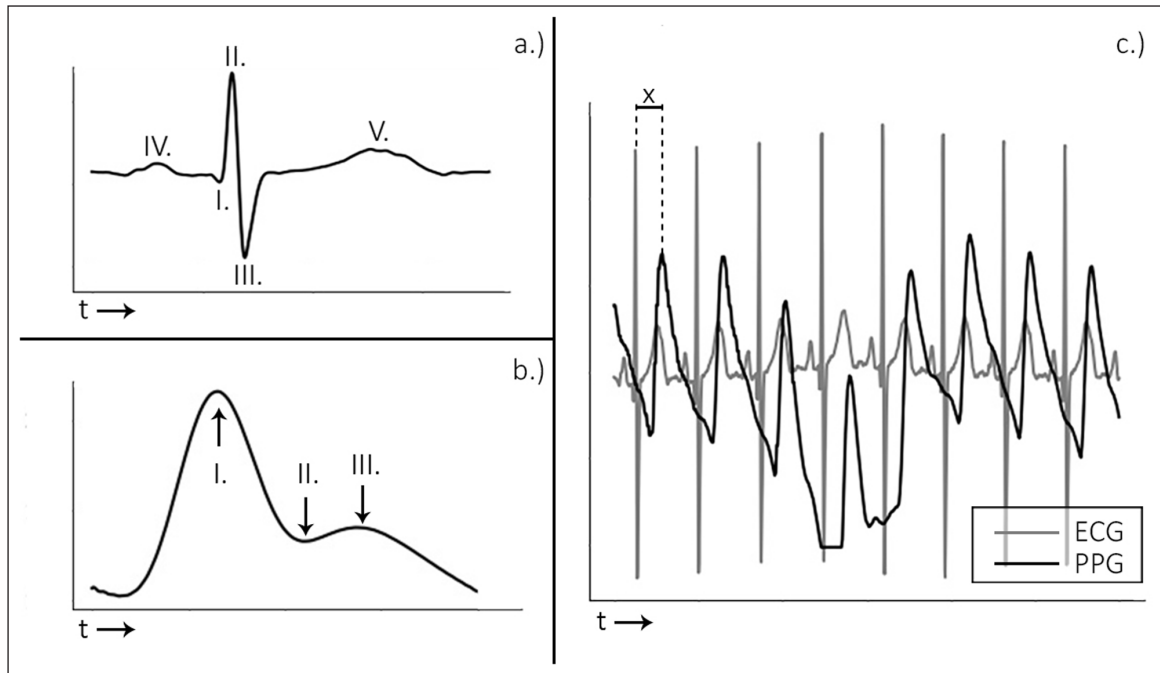 a.)
II.
IV.
V.
I.
III.
t
b.)
I.
II.
III.
t
c.)
x
ECG
PPG
t